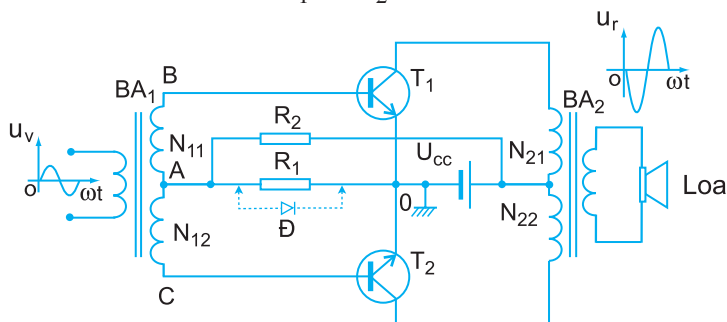 u_r
o
ωt
B
T₁
BA₁
BA₂
R₂
u_v
N₁₁
U_cc
N₂₁
A
R₁
o
ωt
Loa
0
N₂₂
N₁₂
Đ
T₂
C